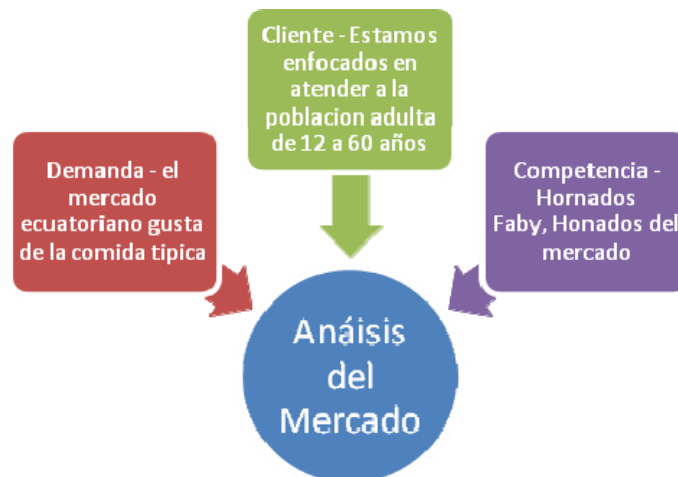 Cliente - Estamos
enfocados en
atender a la
poblacion adulta
de 12 a 60 años
Demanda - el
mercado
ecuatoriano gusta
de la comida tipica
Competencia -
Hornados
Faby, Honados del
mercado
Anáisis
del
Mercado